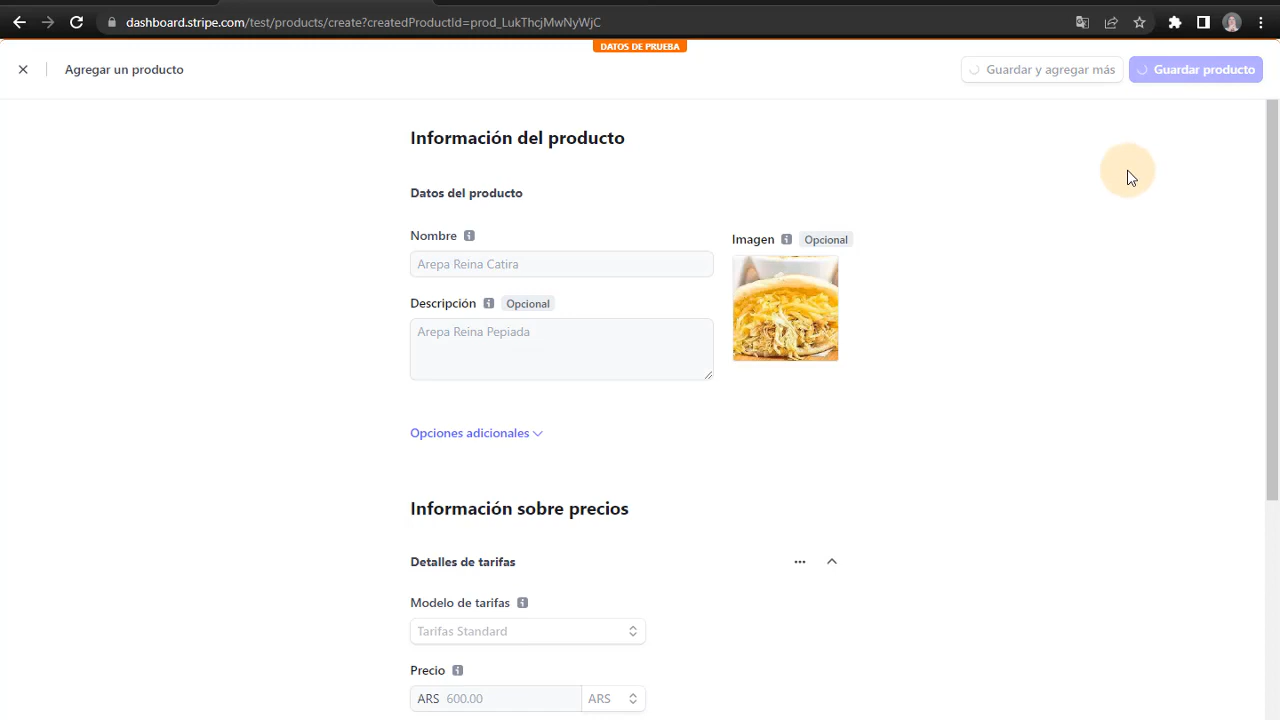 dashboard.stripe.com/test/products/create?createdProductId=prod_LukThcjMwNyWjC
DATOS DE PRUEBA
Agregar un producto
Guardar y agregar más
Guardar producto
Información del producto
Datos del producto
Nombre
Imagen Opcional
Arepa Reina Catira
Descripción Opcional
Arepa Reina Pepiada
Opciones adicionales
Información sobre precios
Detalles de tarifas
Modelo de tarifas
Tarifas Standard
Precio
ARS 600.00 ARS